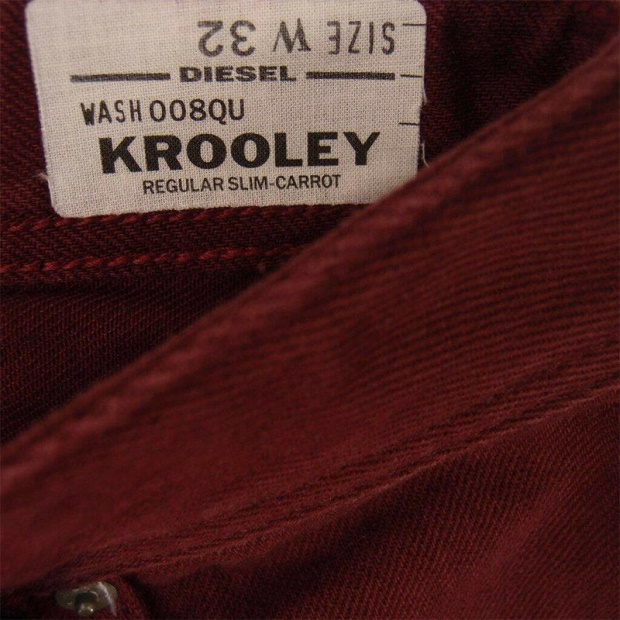 SIZE W 32
DIESEL
WASH 008QU
KROOLEY
REGULAR SLIM-CARROT